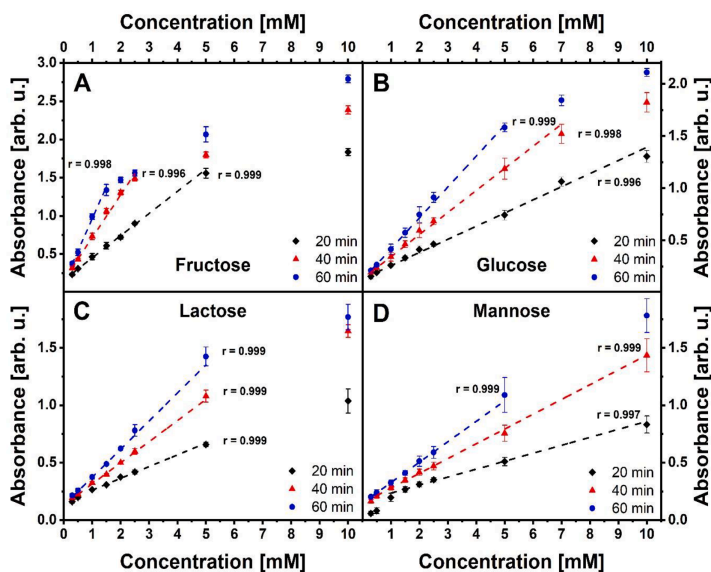 Concentration [mM] Concentration [mM]
0 1 2 3 4 5 6 7 8 9 10 0 1 2 3 4 5 6 7 8 9 10
Absorbance [arb. u.]
3.0
2.5
2.0
1.5
1.0
0.5
A
r = 0.998
r = 0.996
r = 0.999
20 min
40 min
60 min
Fructose
B
r = 0.999
r = 0.998
r = 0.996
20 min
40 min
60 min
Glucose
2.0
1.5
1.0
0.5
Absorbance [arb. u.]
Absorbance [arb. u.]
1.5
1.0
0.5
0.0
C
Lactose
r = 0.999
r = 0.999
r = 0.999
20 min
40 min
60 min
D
Mannose
r = 0.999
r = 0.999
r = 0.997
20 min
40 min
60 min
1.5
1.0
0.5
0.0
Absorbance [arb. u.]
0 1 2 3 4 5 6 7 8 9 10 0 1 2 3 4 5 6 7 8 9 10
Concentration [mM] Concentration [mM]